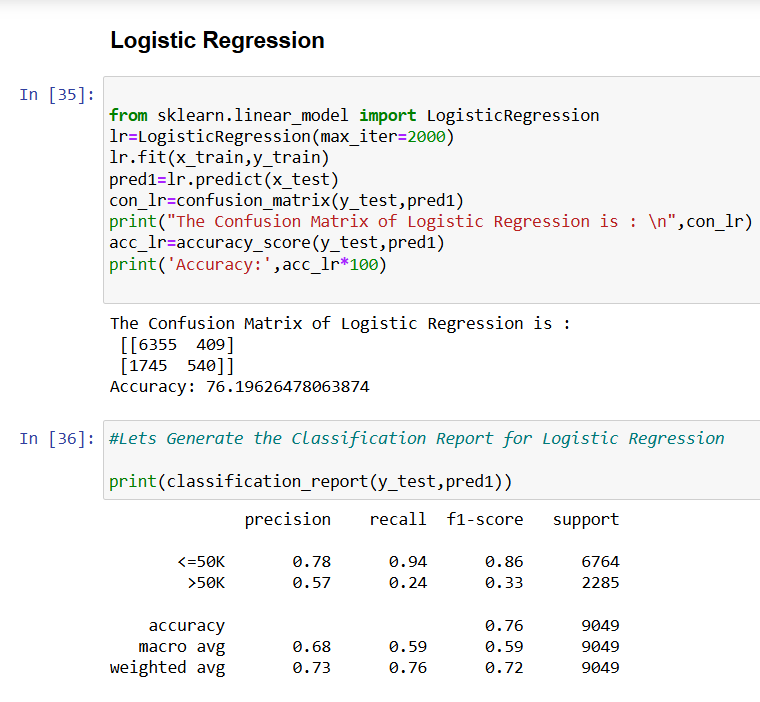 Logistic Regression
In [35]:
from sklearn.linear_model import LogisticRegression
lr=LogisticRegression(max_iter=2000)
lr.fit(x_train,y_train)
pred1=lr.predict(x_test)
con_lr=confusion_matrix(y_test,pred1)
print("The Confusion Matrix of Logistic Regression is : \n",con_lr)
acc_lr=accuracy_score(y_test,pred1)
print('Accuracy:',acc_lr*100)
The Confusion Matrix of Logistic Regression is :
[[6355 409]
[1745 540]]
Accuracy: 76.19626478063874
In [36]: #Lets Generate the Classification Report for Logistic Regression
print(classification_report(y_test,pred1))
precision recall f1-score support
<=50K 0.78 0.94 0.86 6764
>50K 0.57 0.24 0.33 2285
accuracy 0.76 9049
macro avg 0.68 0.59 0.59 9049
weighted avg 0.73 0.76 0.72 9049